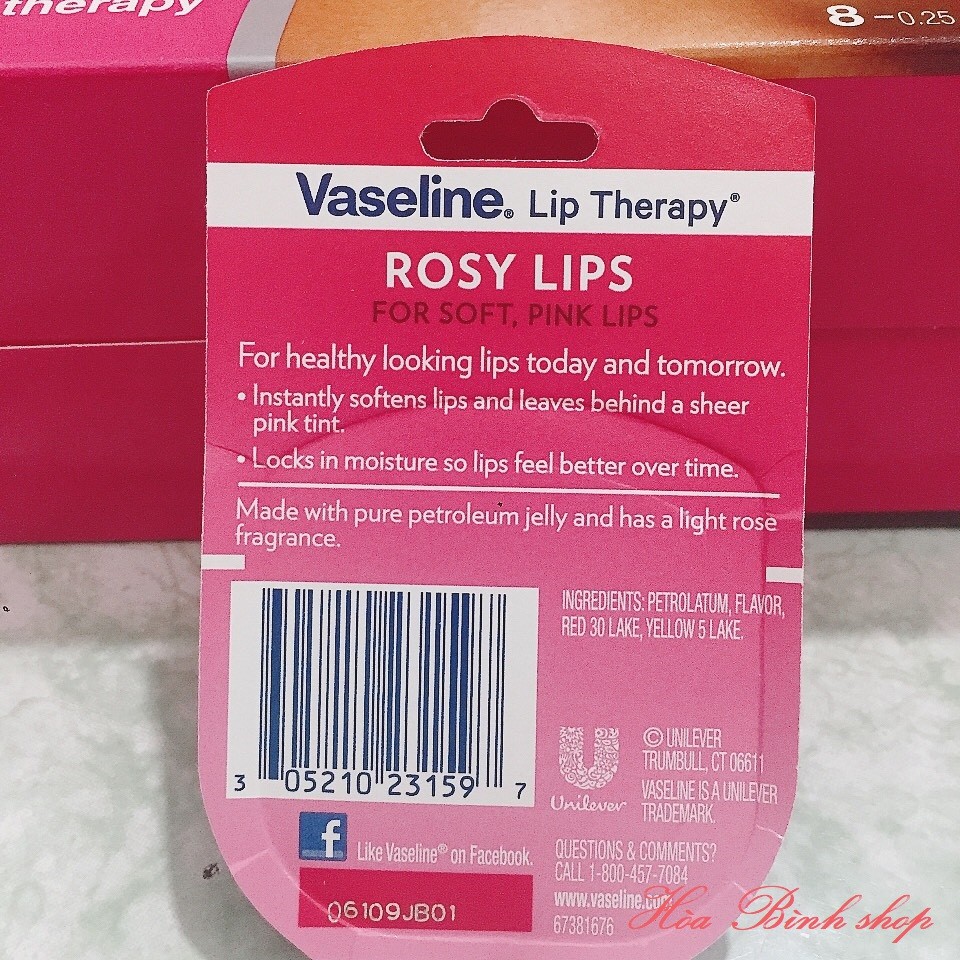 therapy
8 – 0.25
Vaseline® Lip Therapy®
ROSY LIPS
FOR SOFT, PINK LIPS
For healthy looking lips today and tomorrow.
• Instantly softens lips and leaves behind a sheer
pink tint.
• Locks in moisture so lips feel better over time.
Made with pure petroleum jelly and has a light rose
fragrance.
INGREDIENTS: PETROLATUM, FLAVOR,
RED 30 LAKE, YELLOW 5 LAKE.
3 05210 23159 7
Unilever
© UNILEVER
TRUMBULL, CT 06611
VASELINE IS A UNILEVER
TRADEMARK.
f Like Vaseline® on Facebook.
06109JB01
QUESTIONS & COMMENTS?
CALL 1-800-457-7084
www.vaseline.com
67381676
Hòa Bình shop